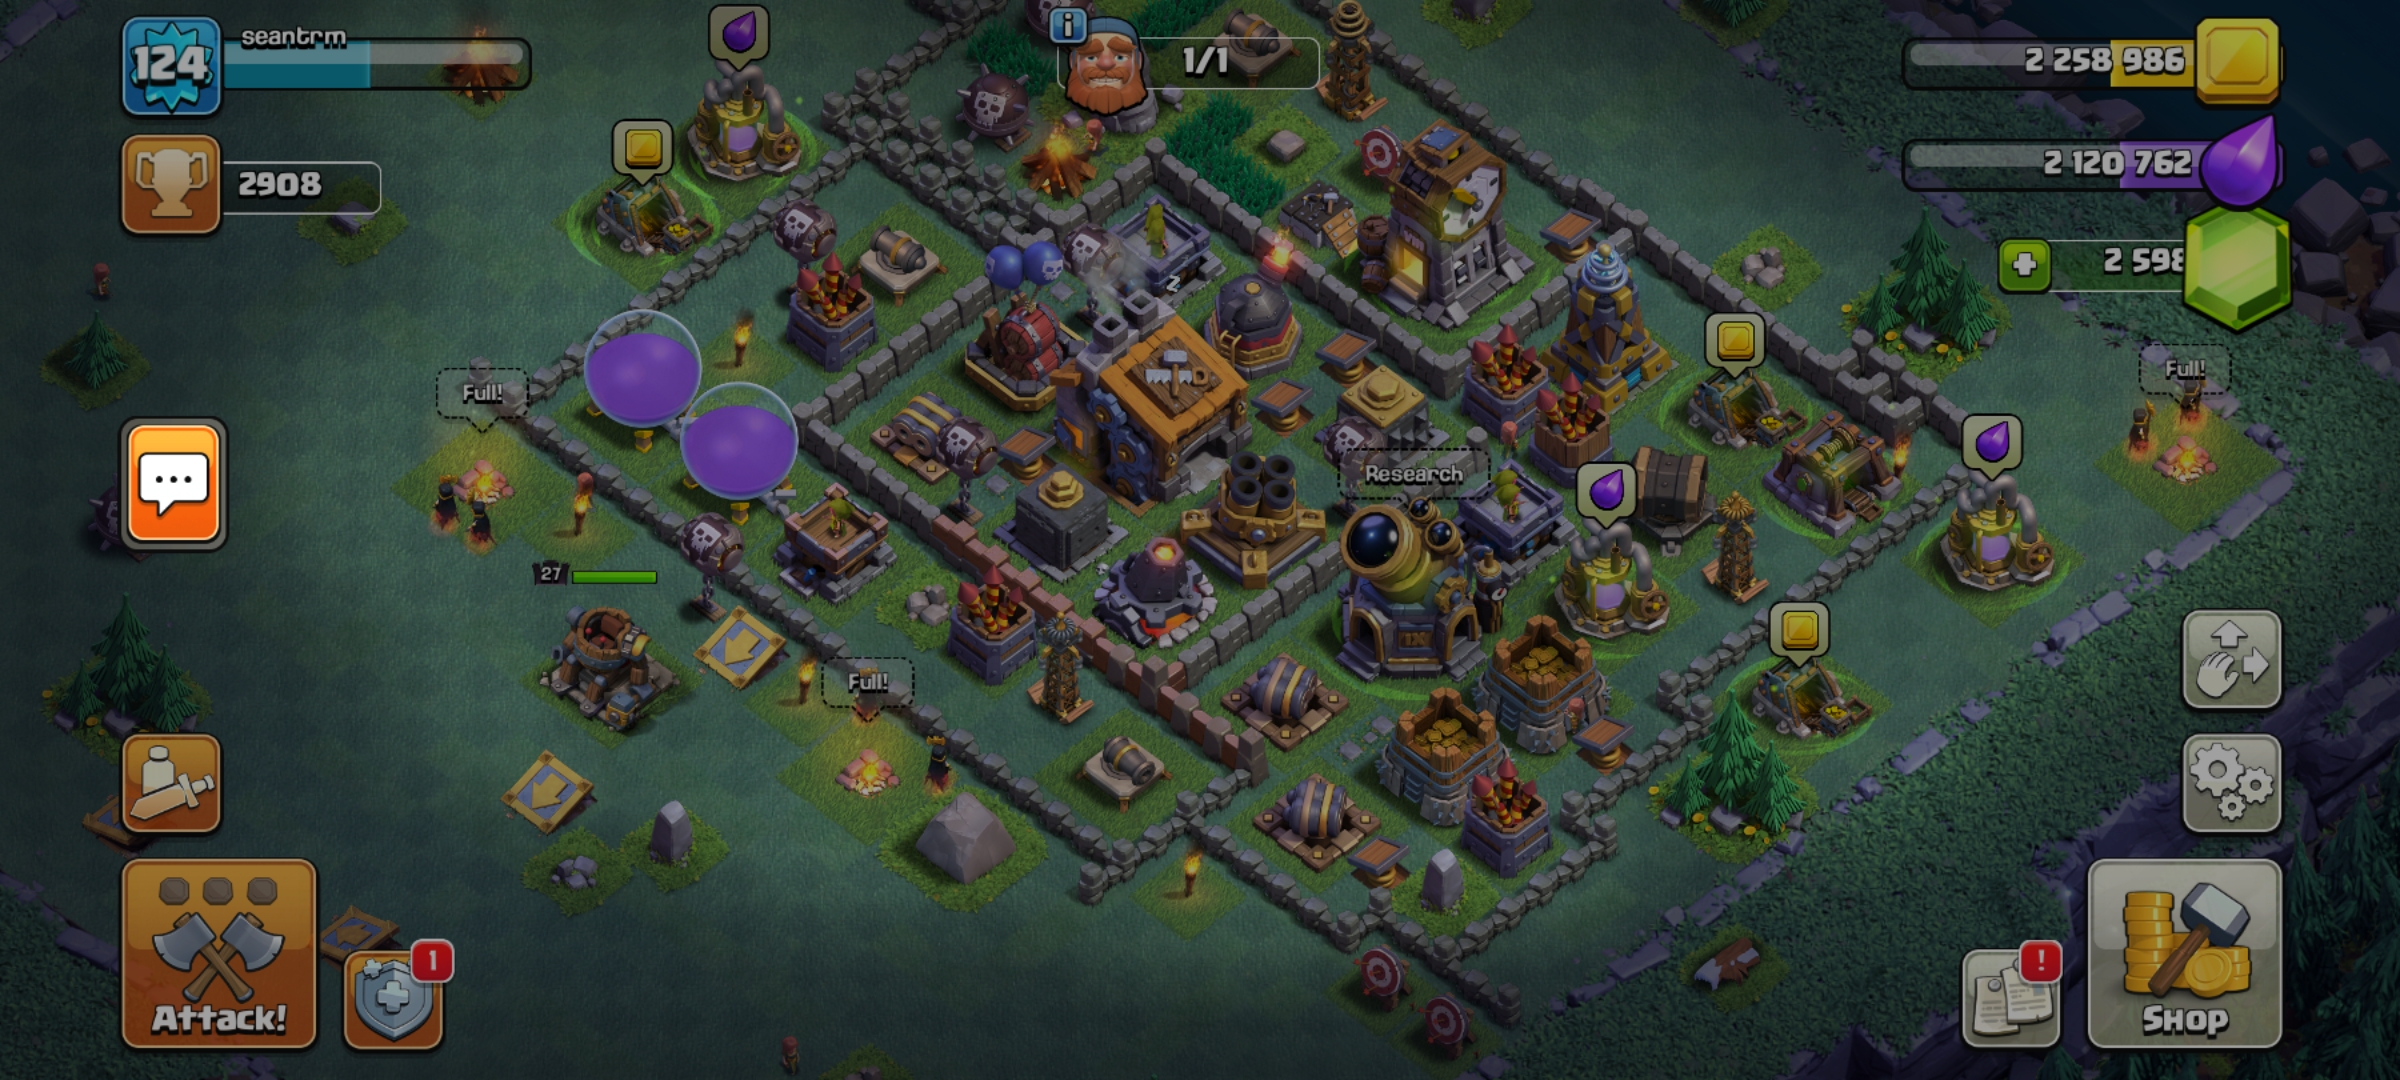 124
seantrm
i
1/1
2 258 986
2908
2 120 762
2 598
Full!
Full!
Research
27
Full!
1
!
Attack!
Shop